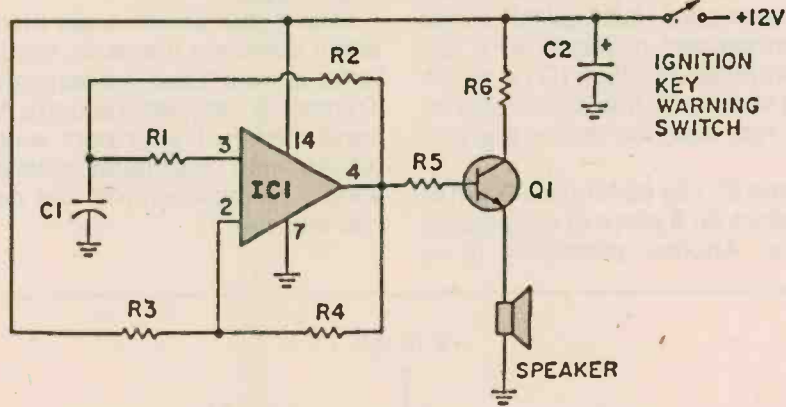 +12V
C2
+
IGNITION
KEY
WARNING
SWITCH
R2
R6
R1
3
14
IC1
4
R5
Q1
C1
2
7
R3
R4
SPEAKER